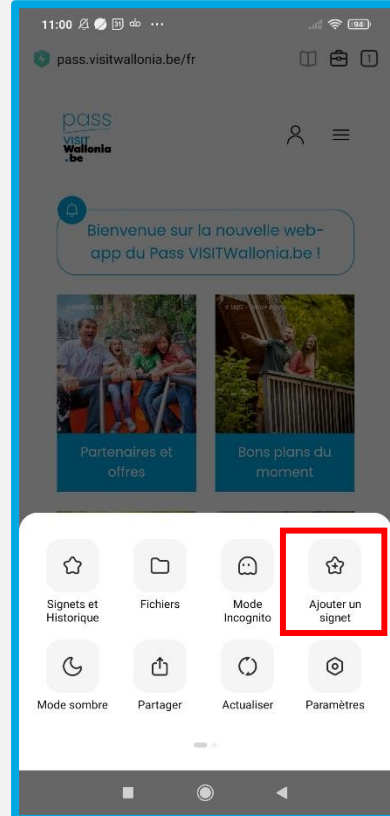 11:00
31
94
pass.visitwallonia.be/fr
1
pass
VISIT
Wallonia
.be
Bienvenue sur la nouvelle web-
app du Pass VISITWallonia.be !
Partenaires et
offres
Bons plans du
moment
Signets et
Historique
Fichiers
Mode
Incognito
Ajouter un
signet
Mode sombre
Partager
Actualiser
Paramètres